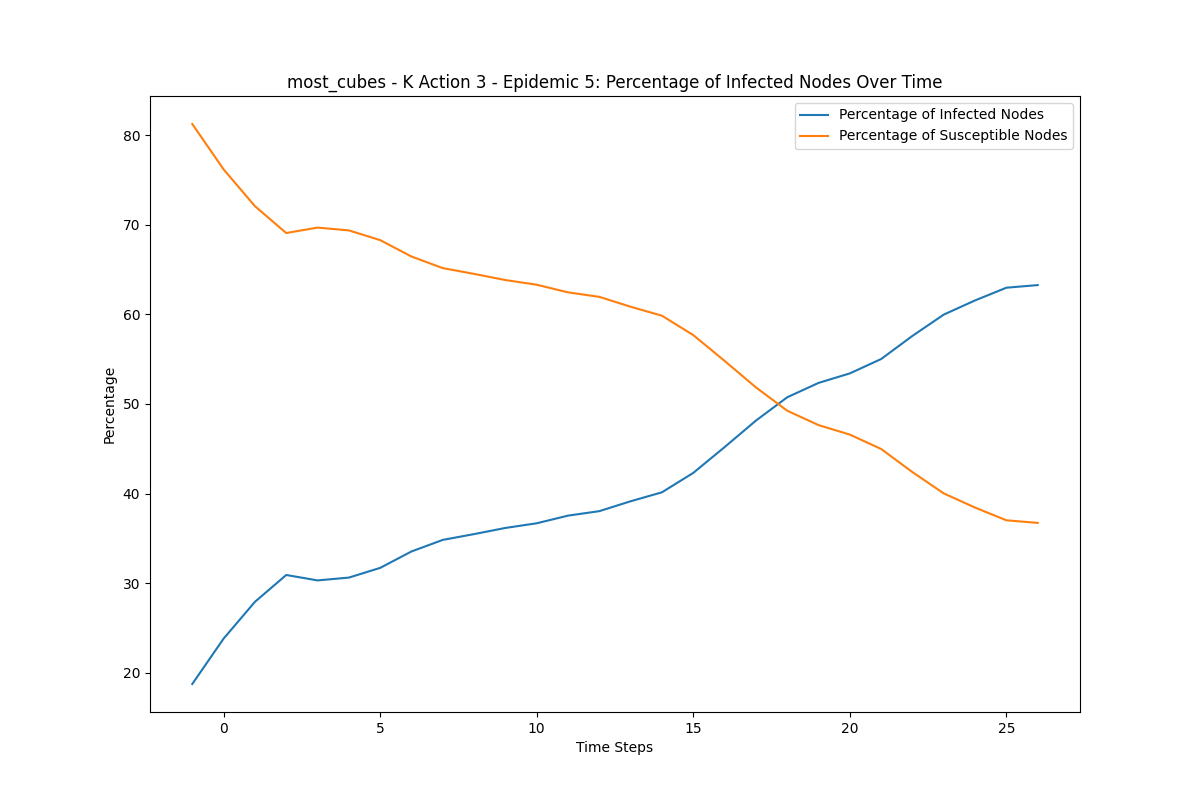 most_cubes - K Action 3 - Epidemic 5: Percentage of Infected Nodes Over Time
Percentage of Infected Nodes
Percentage of Susceptible Nodes
80
70
60
50
40
30
20
Percentage
0 5 10 15 20 25
Time Steps